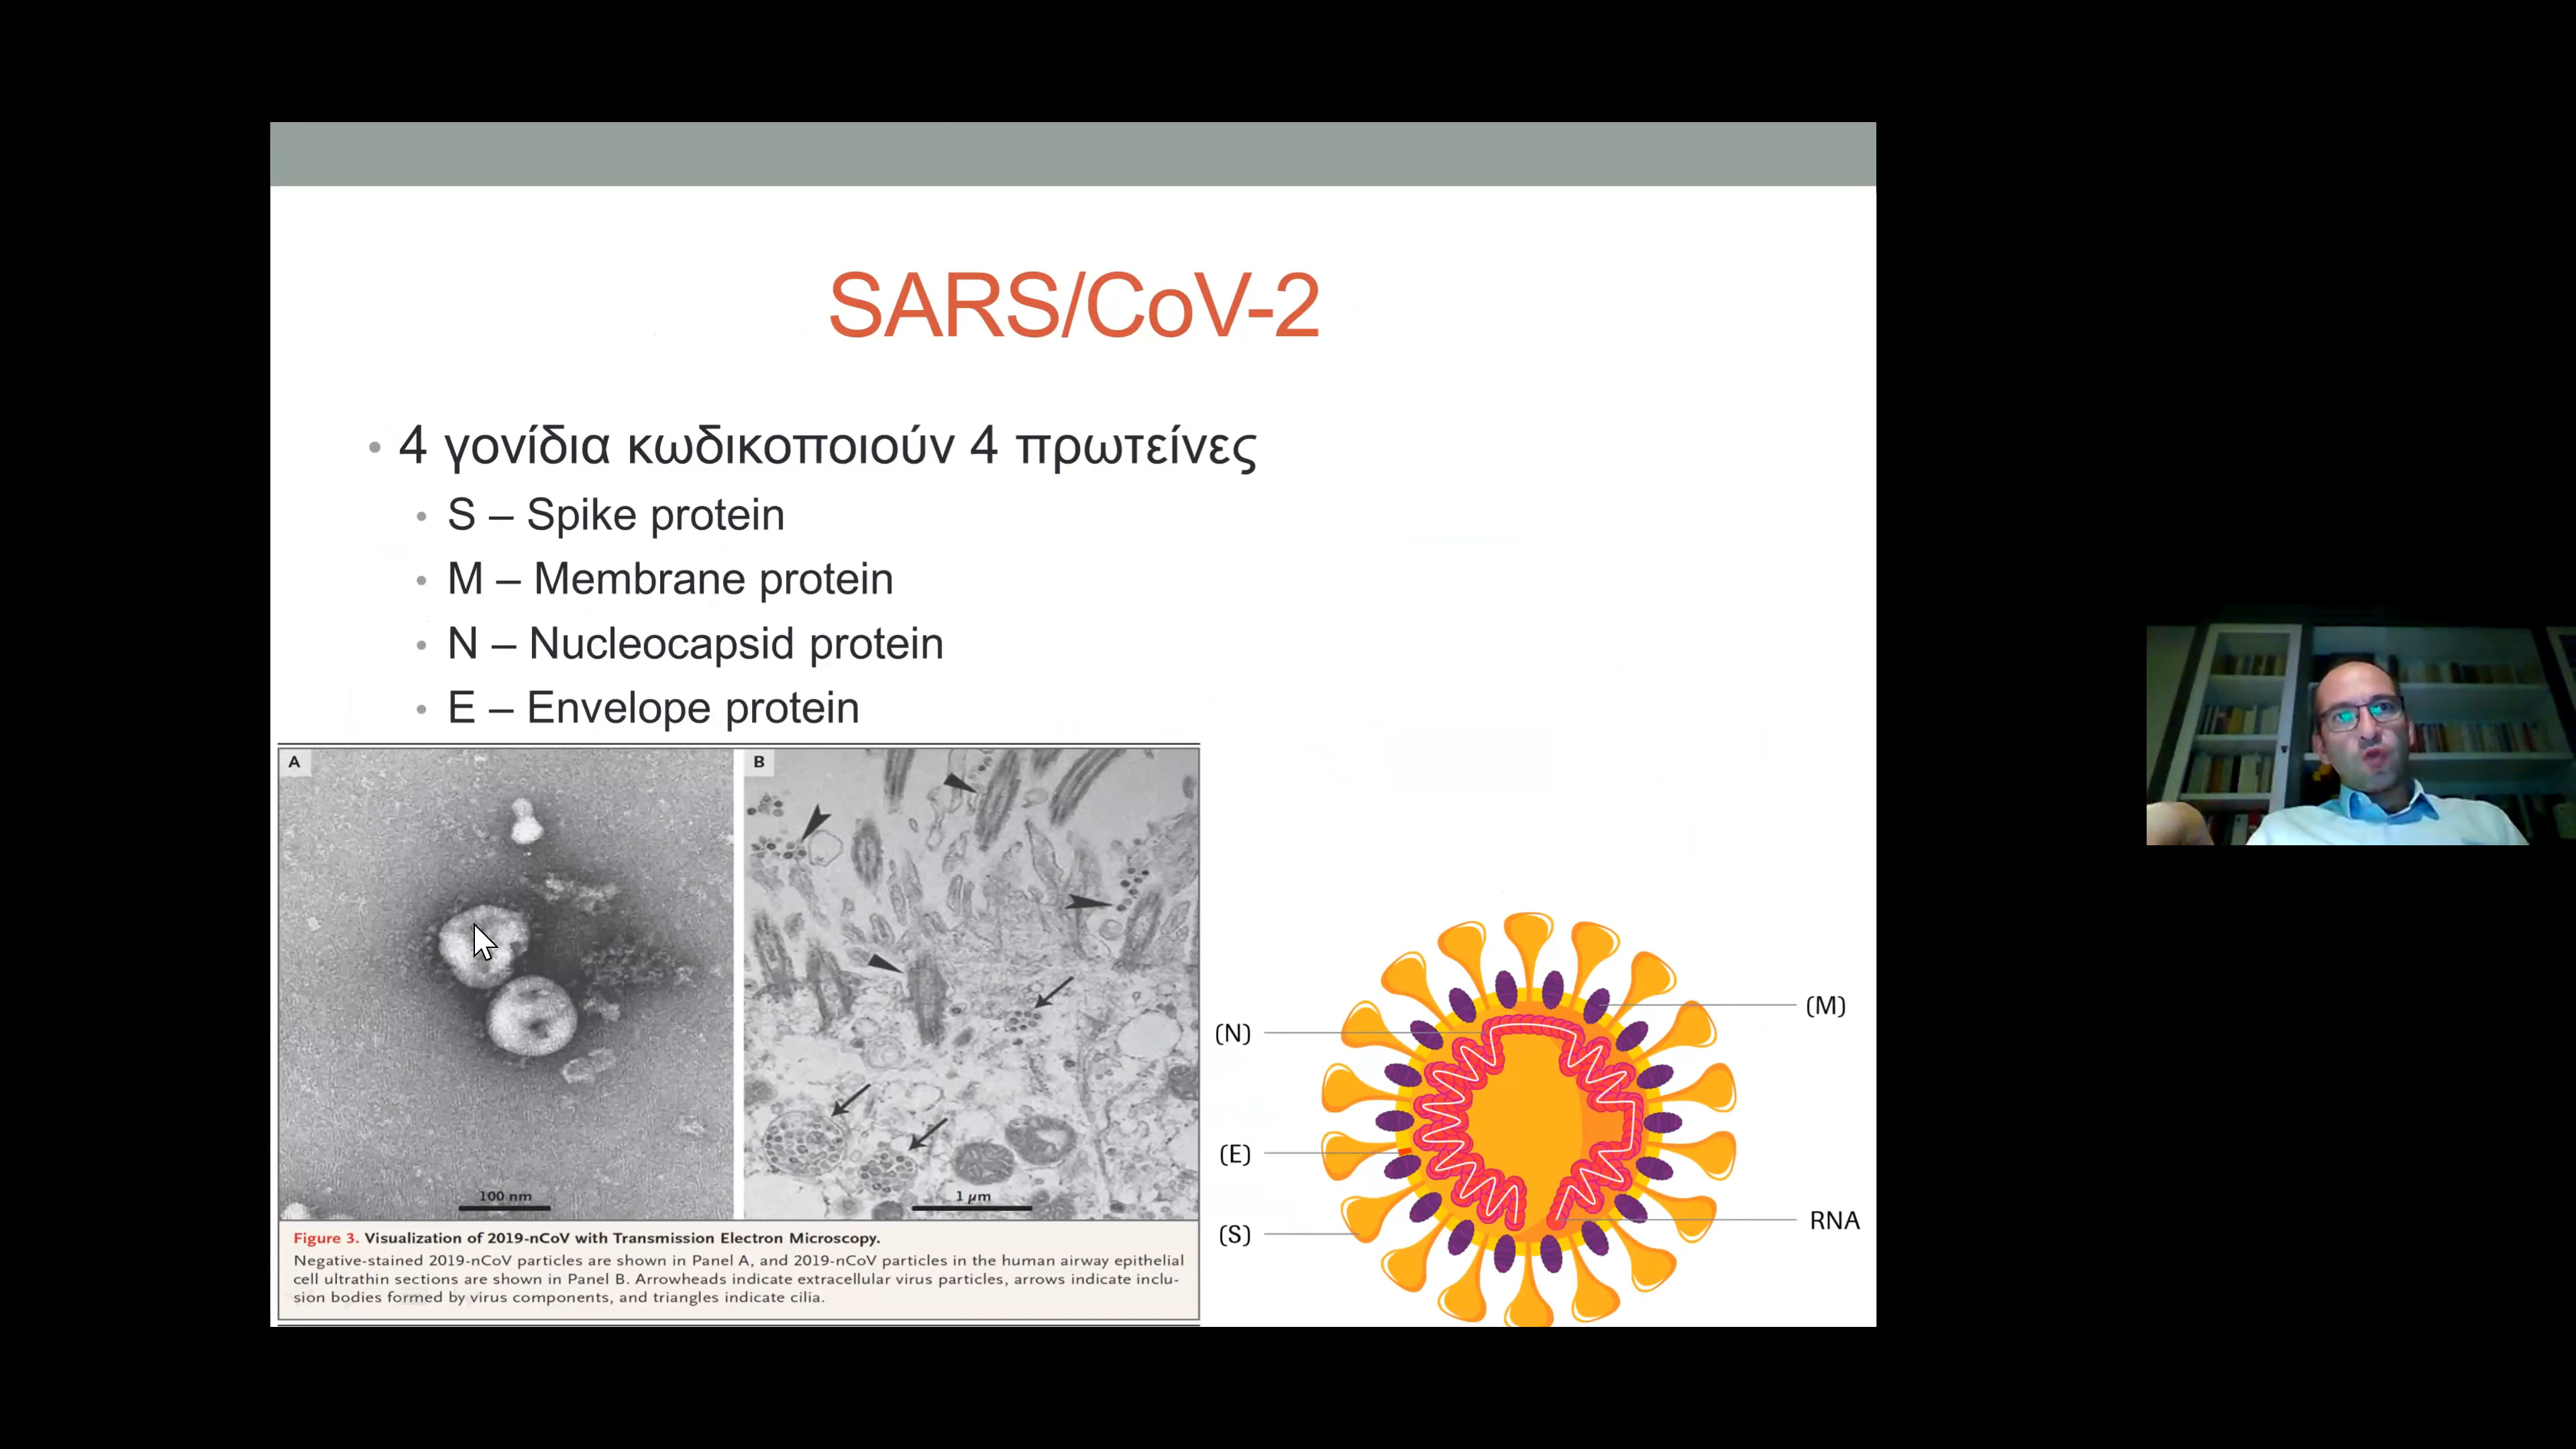 SARS/CoV-2
• 4 γονίδια κωδικοποιούν 4 πρωτείνες
• S – Spike protein
• M – Membrane protein
• N – Nucleocapsid protein
• E – Envelope protein
A
B
100 nm
1 μm
Figure 3. Visualization of 2019-nCoV with Transmission Electron Microscopy.
Negative-stained 2019-nCoV particles are shown in Panel A, and 2019-nCoV particles in the human airway epithelial
cell ultrathin sections are shown in Panel B. Arrowheads indicate extracellular virus particles, arrows indicate inclu-
sion bodies formed by virus components, and triangles indicate cilia.
(M)
(N)
(E)
(S)
RNA